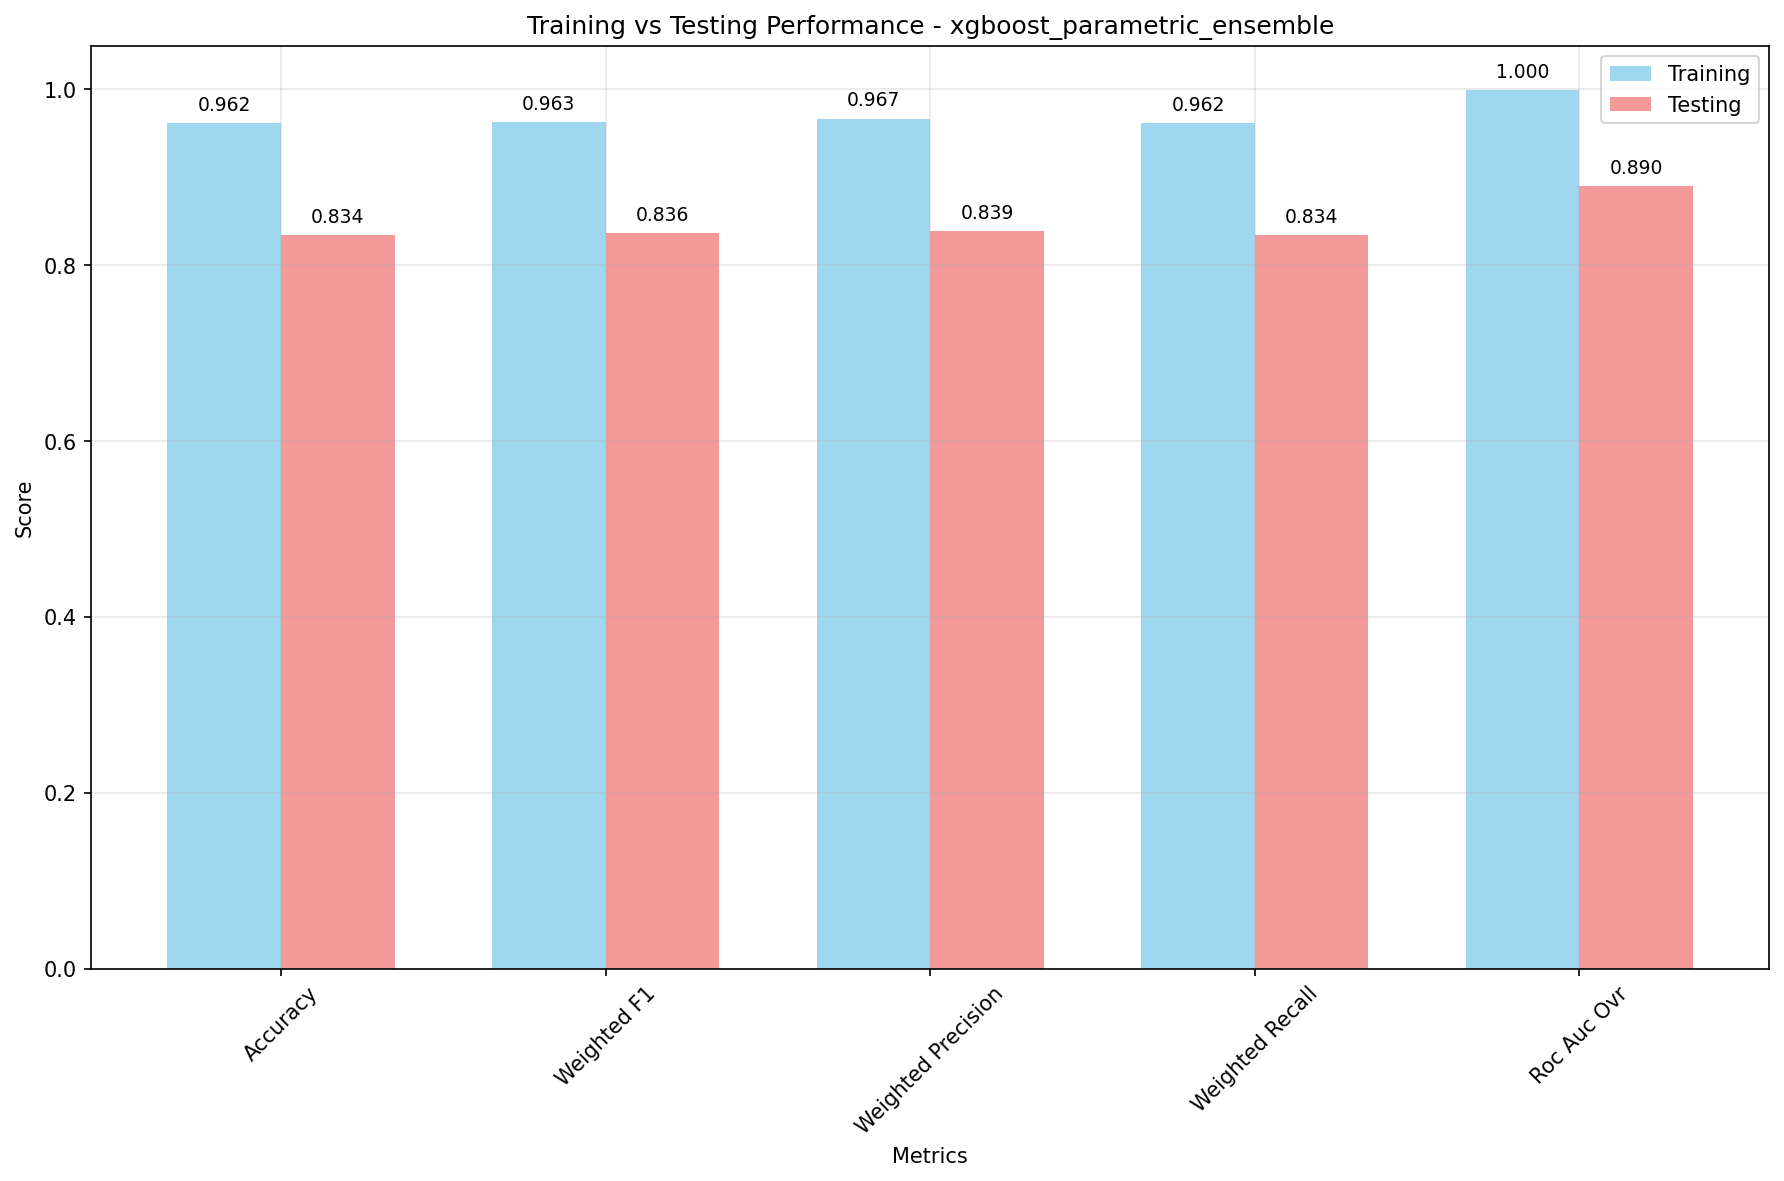 Training vs Testing Performance - xgboost_parametric_ensemble
Training
Testing
1.000
0.962
0.963
0.967
0.962
0.890
0.834
0.836
0.839
0.834
Score
1.0
0.8
0.6
0.4
0.2
0.0
Accuracy
Weighted F1
Weighted Precision
Weighted Recall
Roc Auc Ovr
Metrics